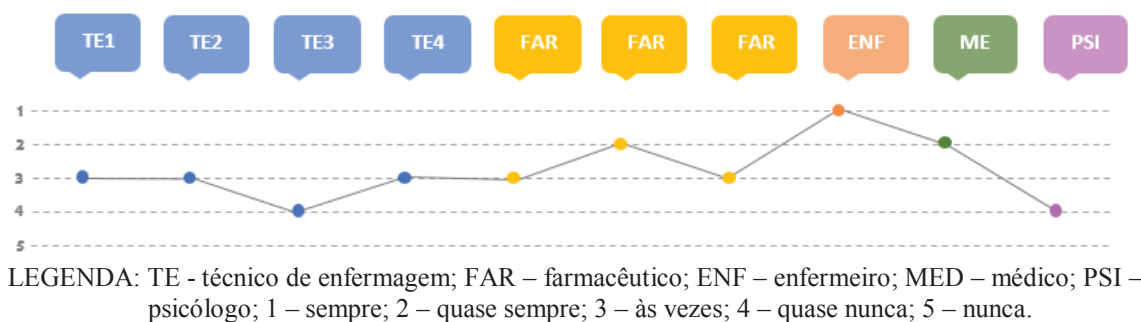 TE1 TE2 TE3 TE4 FAR FAR FAR ENF ME PSI
1
2
3
4
5
LEGENDA: TE - técnico de enfermagem; FAR – farmacêutico; ENF – enfermeiro; MED – médico; PSI –
psicólogo; 1 – sempre; 2 – quase sempre; 3 – às vezes; 4 – quase nunca; 5 – nunca.